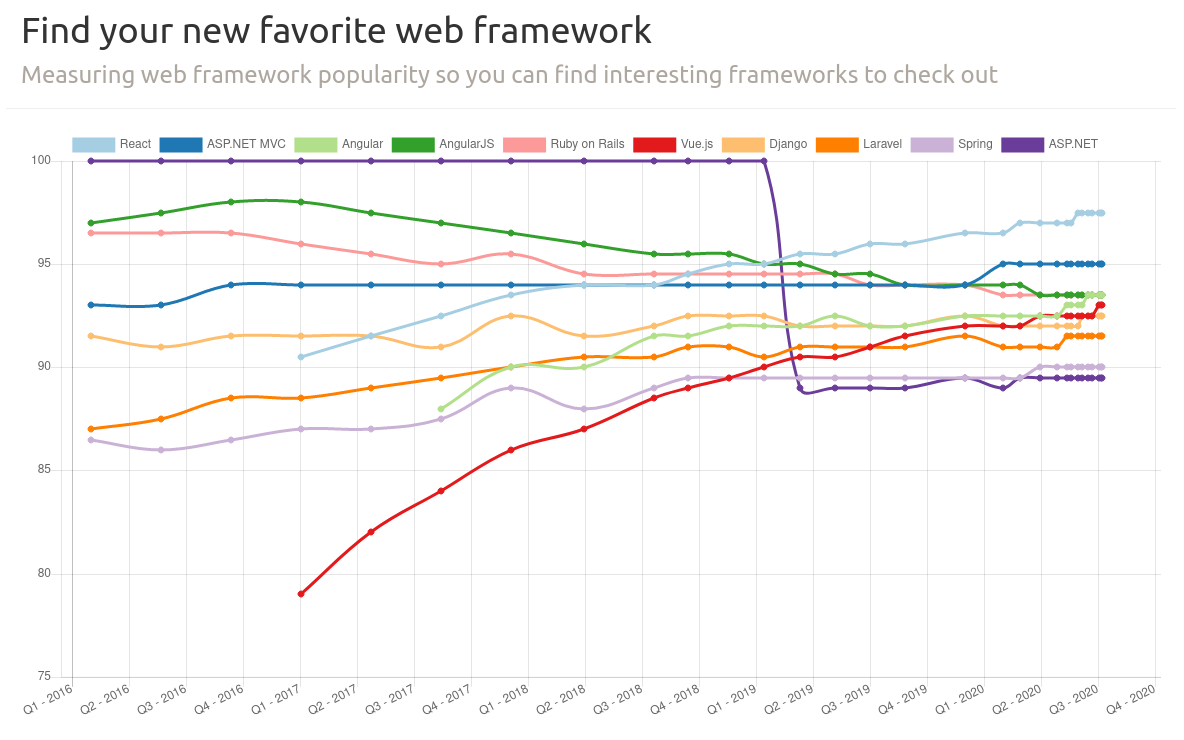 Find your new favorite web framework
Measuring web framework popularity so you can find interesting frameworks to check out
React ASP.NET MVC Angular AngularJS Ruby on Rails Vue.js Django Laravel Spring ASP.NET
100
95
90
85
80
75
Q1 - 2016 Q2 - 2016 Q3 - 2016 Q4 - 2016 Q1 - 2017 Q2 - 2017 Q3 - 2017 Q4 - 2017 Q1 - 2018 Q2 - 2018 Q3 - 2018 Q4 - 2018 Q1 - 2019 Q2 - 2019 Q3 - 2019 Q4 - 2019 Q1 - 2020 Q2 - 2020 Q3 - 2020 Q4 - 2020